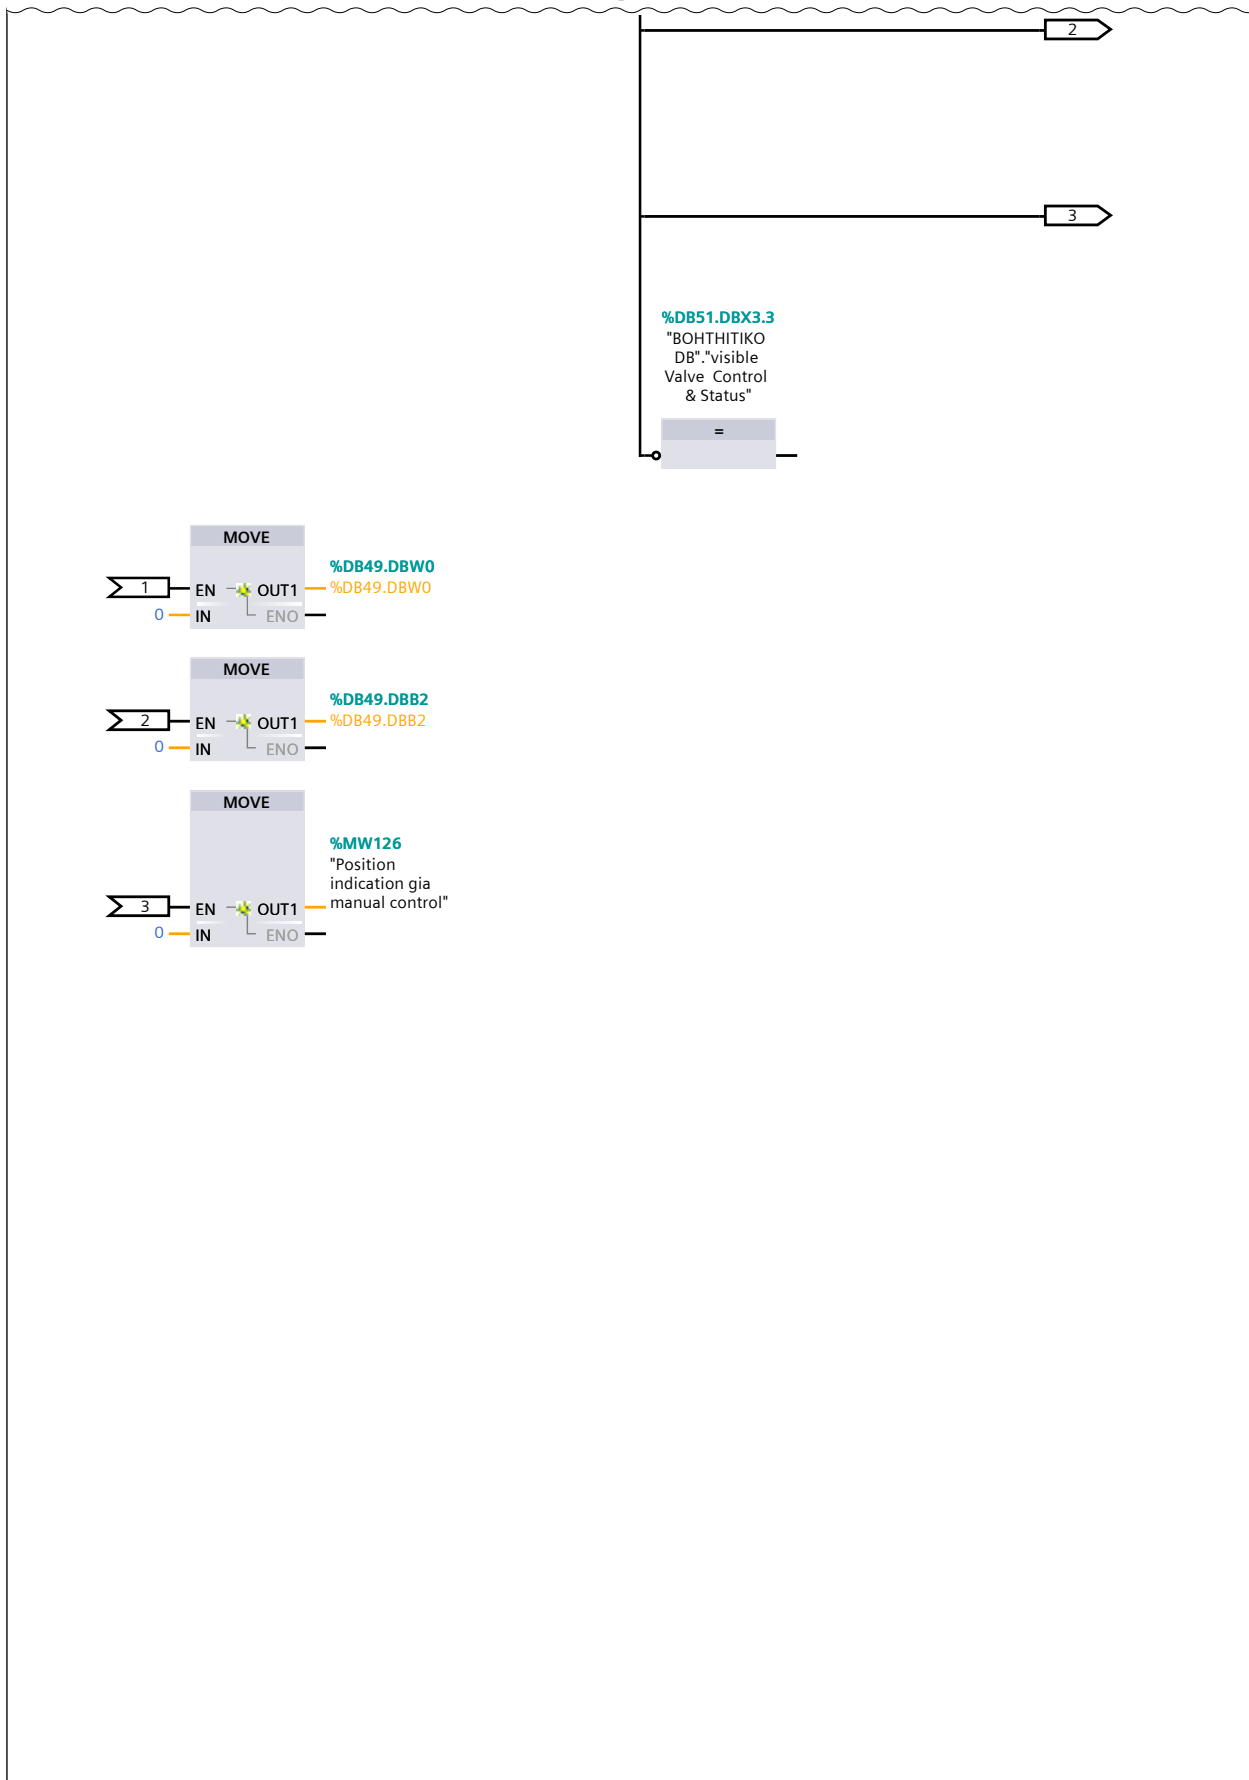 2
3
%DB51.DBX3.3
"BOHTHITIKO
DB"."visible
Valve Control
& Status"
=
MOVE
%DB49.DBW0
1
EN
OUT1
%DB49.DBW0
0
IN
ENO
MOVE
%DB49.DBB2
2
EN
OUT1
%DB49.DBB2
0
IN
ENO
MOVE
%MW126
"Position
indication gia
manual control"
3
EN
OUT1
0
IN
ENO